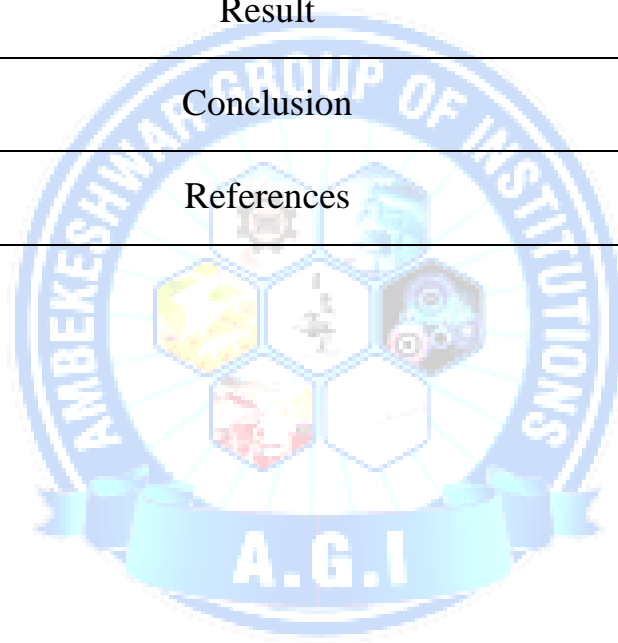 Result
Conclusion
References
AMBEKESHWAR GROUP OF INSTITUTIONS
A.G.I